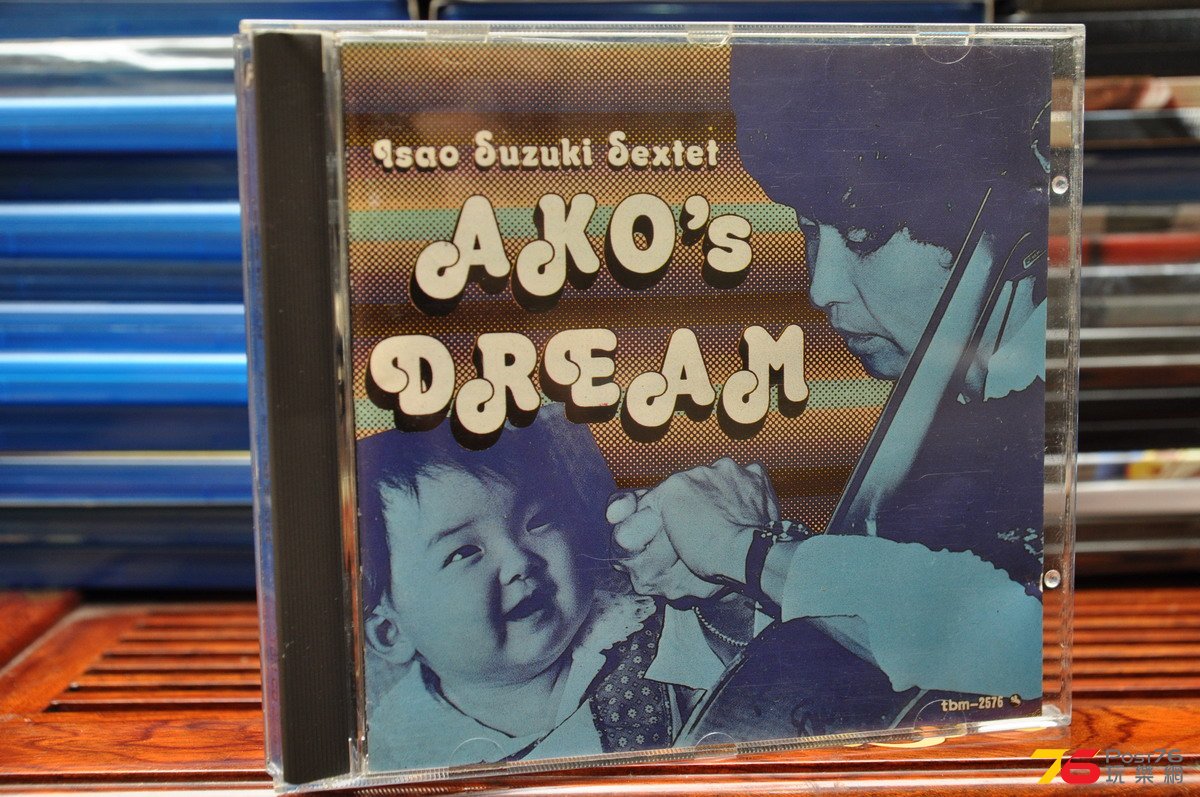 Isao Suzuki Sextet
AKO's
DREAM
tbm-2576
76 Post76
玩樂網